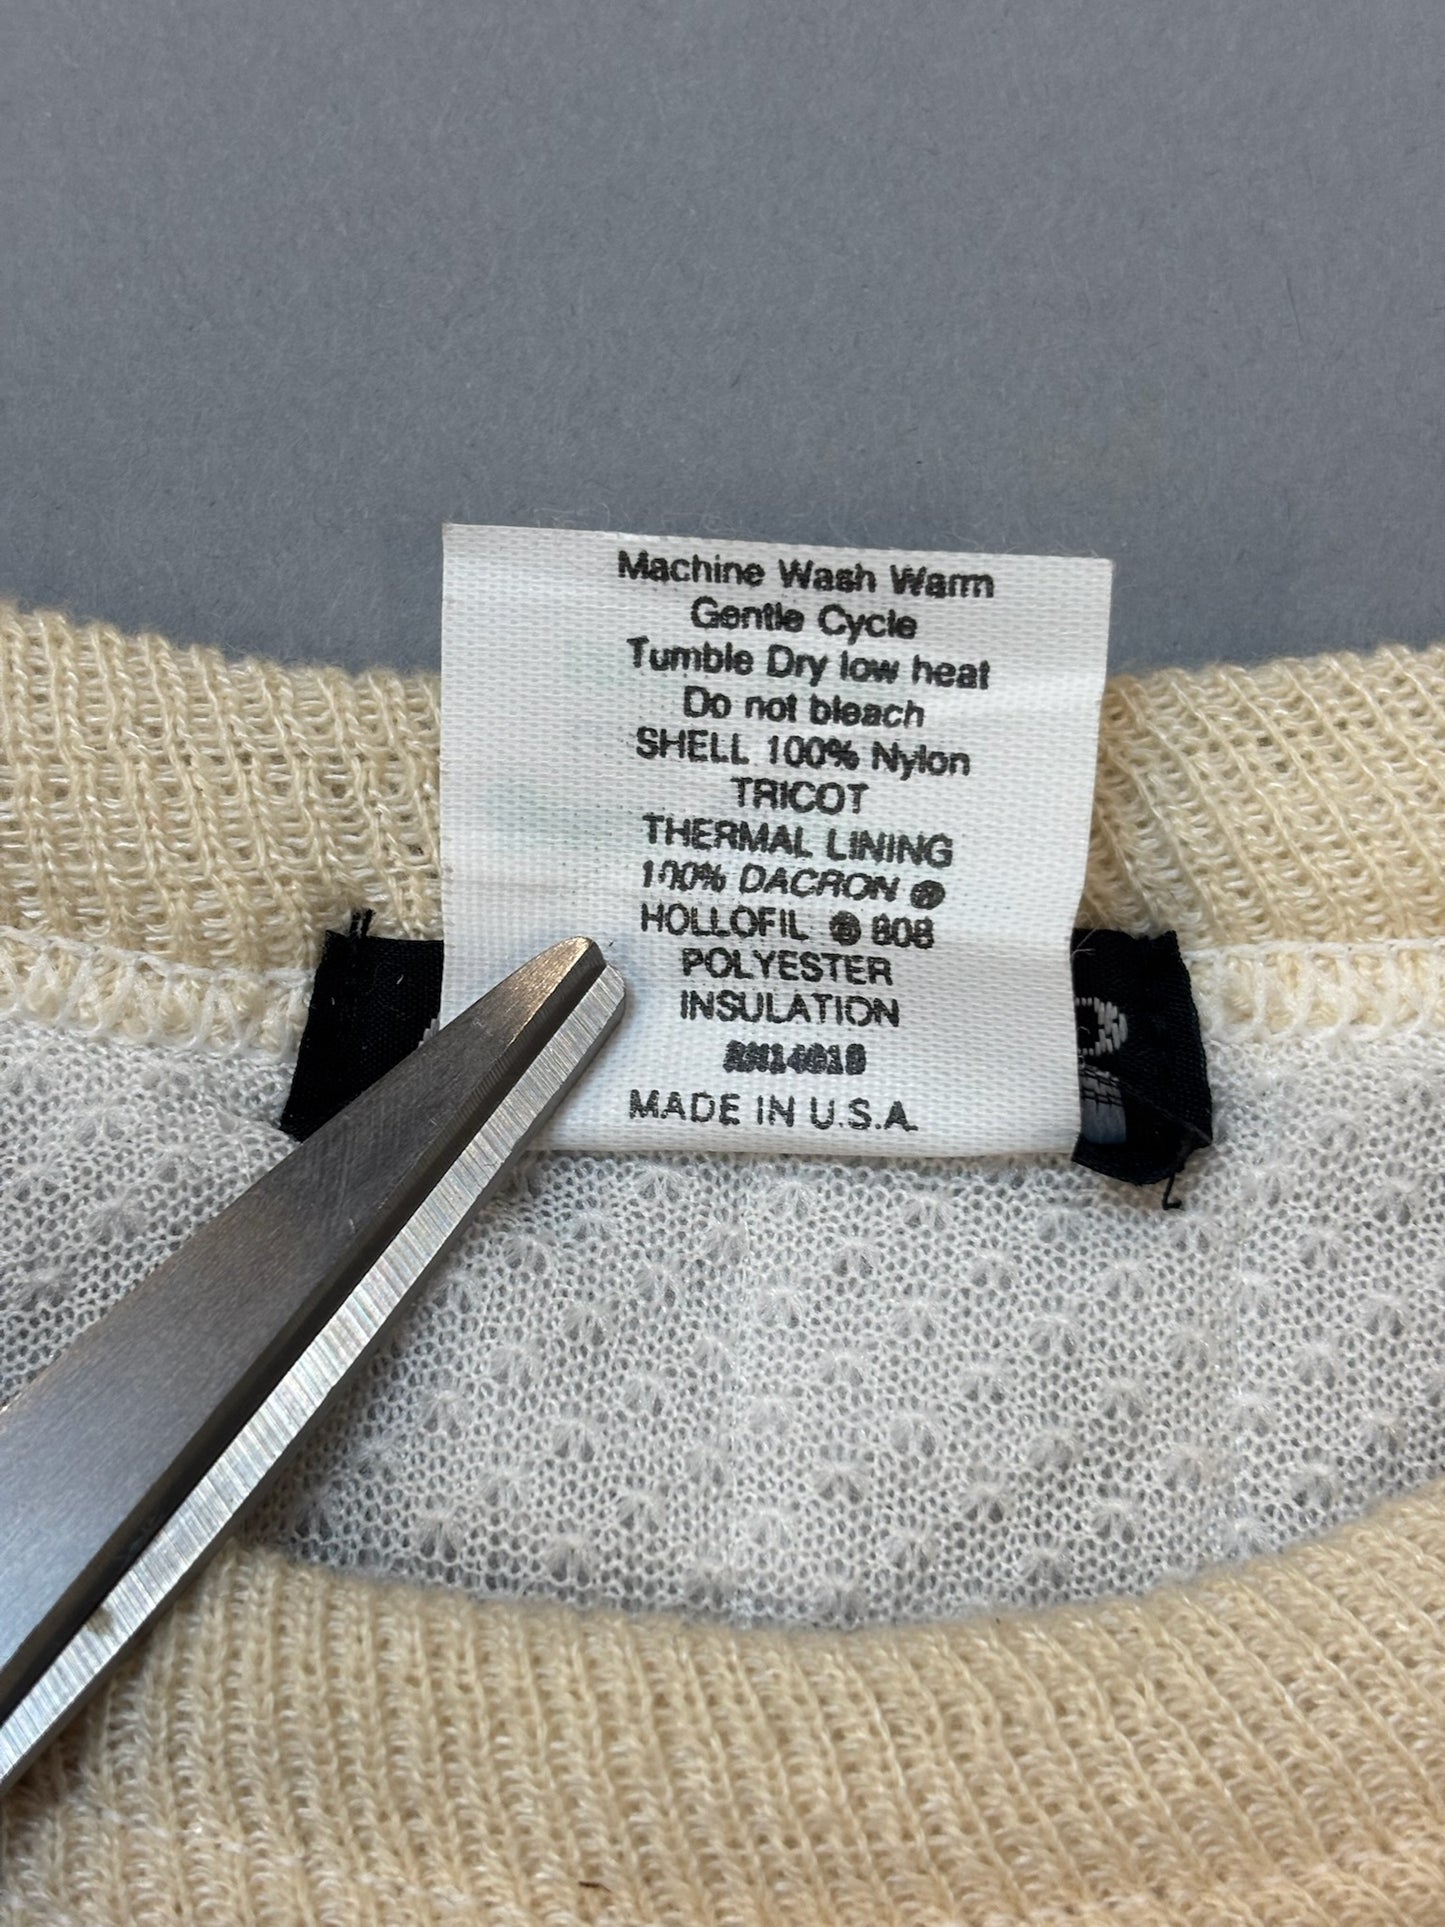 Machine Wash Warm
Gentle Cycle
Tumble Dry low heat
Do not bleach
SHELL 100% Nylon
TRICOT
THERMAL LINING
100% DACRON ®
HOLLOFIL ® 808
POLYESTER
INSULATION
MADE IN U.S.A.